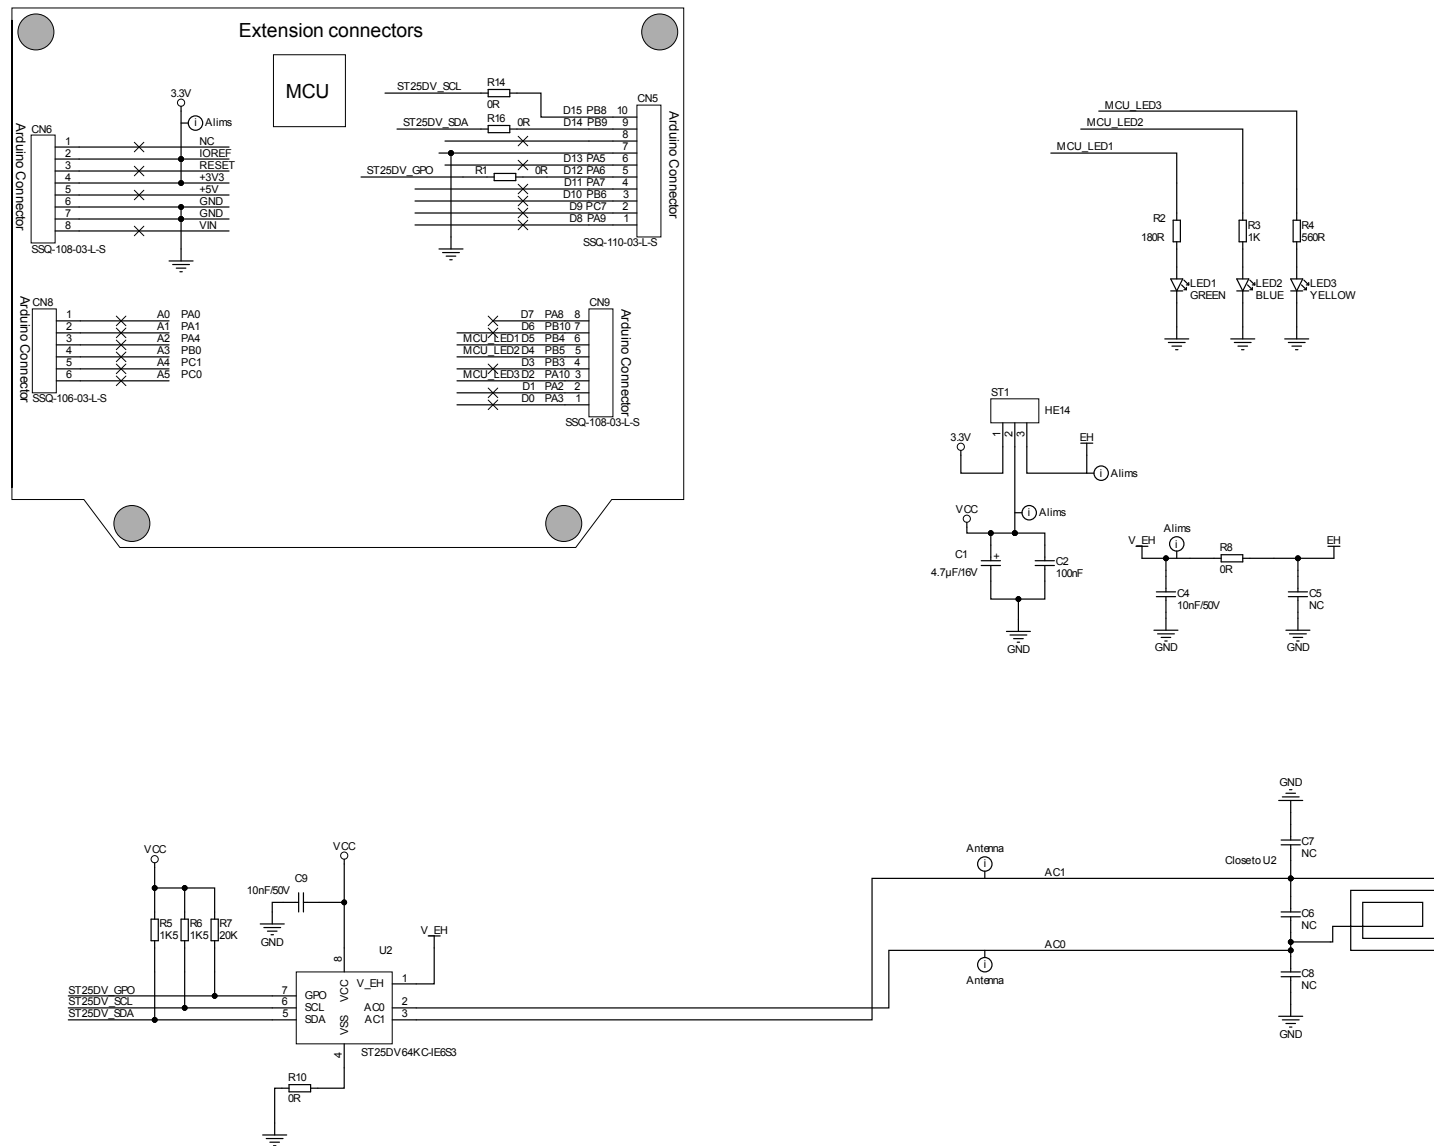 Extension connectors
MCU
3.3V
Alims
CN6
Arduino Connector
1 NC
2 IOREF
3 RESET
4 +3V3
5 +5V
6 GND
7 GND
8 VIN
SSQ-108-03-L-S
ST25DV_SCL R14 0R
ST25DV_SDA R16 0R
ST25DV_GPO R1 0R
CN5
Arduino Connector
D15 PB8 10
D14 PB9 9
8
7
D13 PA5 6
D12 PA6 5
D11 PA7 4
D10 PB6 3
D9 PC7 2
D8 PA9 1
SSQ-110-03-L-S
CN8
Arduino Connector
1 A0 PA0
2 A1 PA1
3 A2 PA4
4 A3 PB0
5 A4 PC1
6 A5 PC0
SSQ-106-03-L-S
CN9
Arduino Connector
D7 PA8 8
D6 PB10 7
MCU_LED1 D5 PB4 6
MCU_LED2 D4 PB5 5
D3 PB3 4
MCU_LED3 D2 PA10 3
D1 PA2 2
D0 PA3 1
SSQ-108-03-L-S
MCU_LED3
MCU_LED2
MCU_LED1
R2
180R
R3
1K
R4
560R
LED1
GREEN
LED2
BLUE
LED3
YELLOW
ST1
HE14
1 2 3
3.3V
EH
Alims
VCC
Alims
C1
4.7µF/16V
+
C2
100nF
GND
V_EH
Alims
R8
0R
EH
C4
10nF/50V
C5
NC
GND
GND
VCC
R5
1K5
R6
1K5
R7
20K
ST25DV_GPO
ST25DV_SCL
ST25DV_SDA
VCC
C9
10nF/50V
GND
U2
V_EH
8
VCC
V_EH 1
7 GPO
6 SCL
5 SDA
AC0 2
AC1 3
VSS
4
ST25DV64KC-IE6S3
R10
0R
Antenna
AC1
AC0
Antenna
GND
C7
NC
Closeto U2
C6
NC
C8
NC
GND